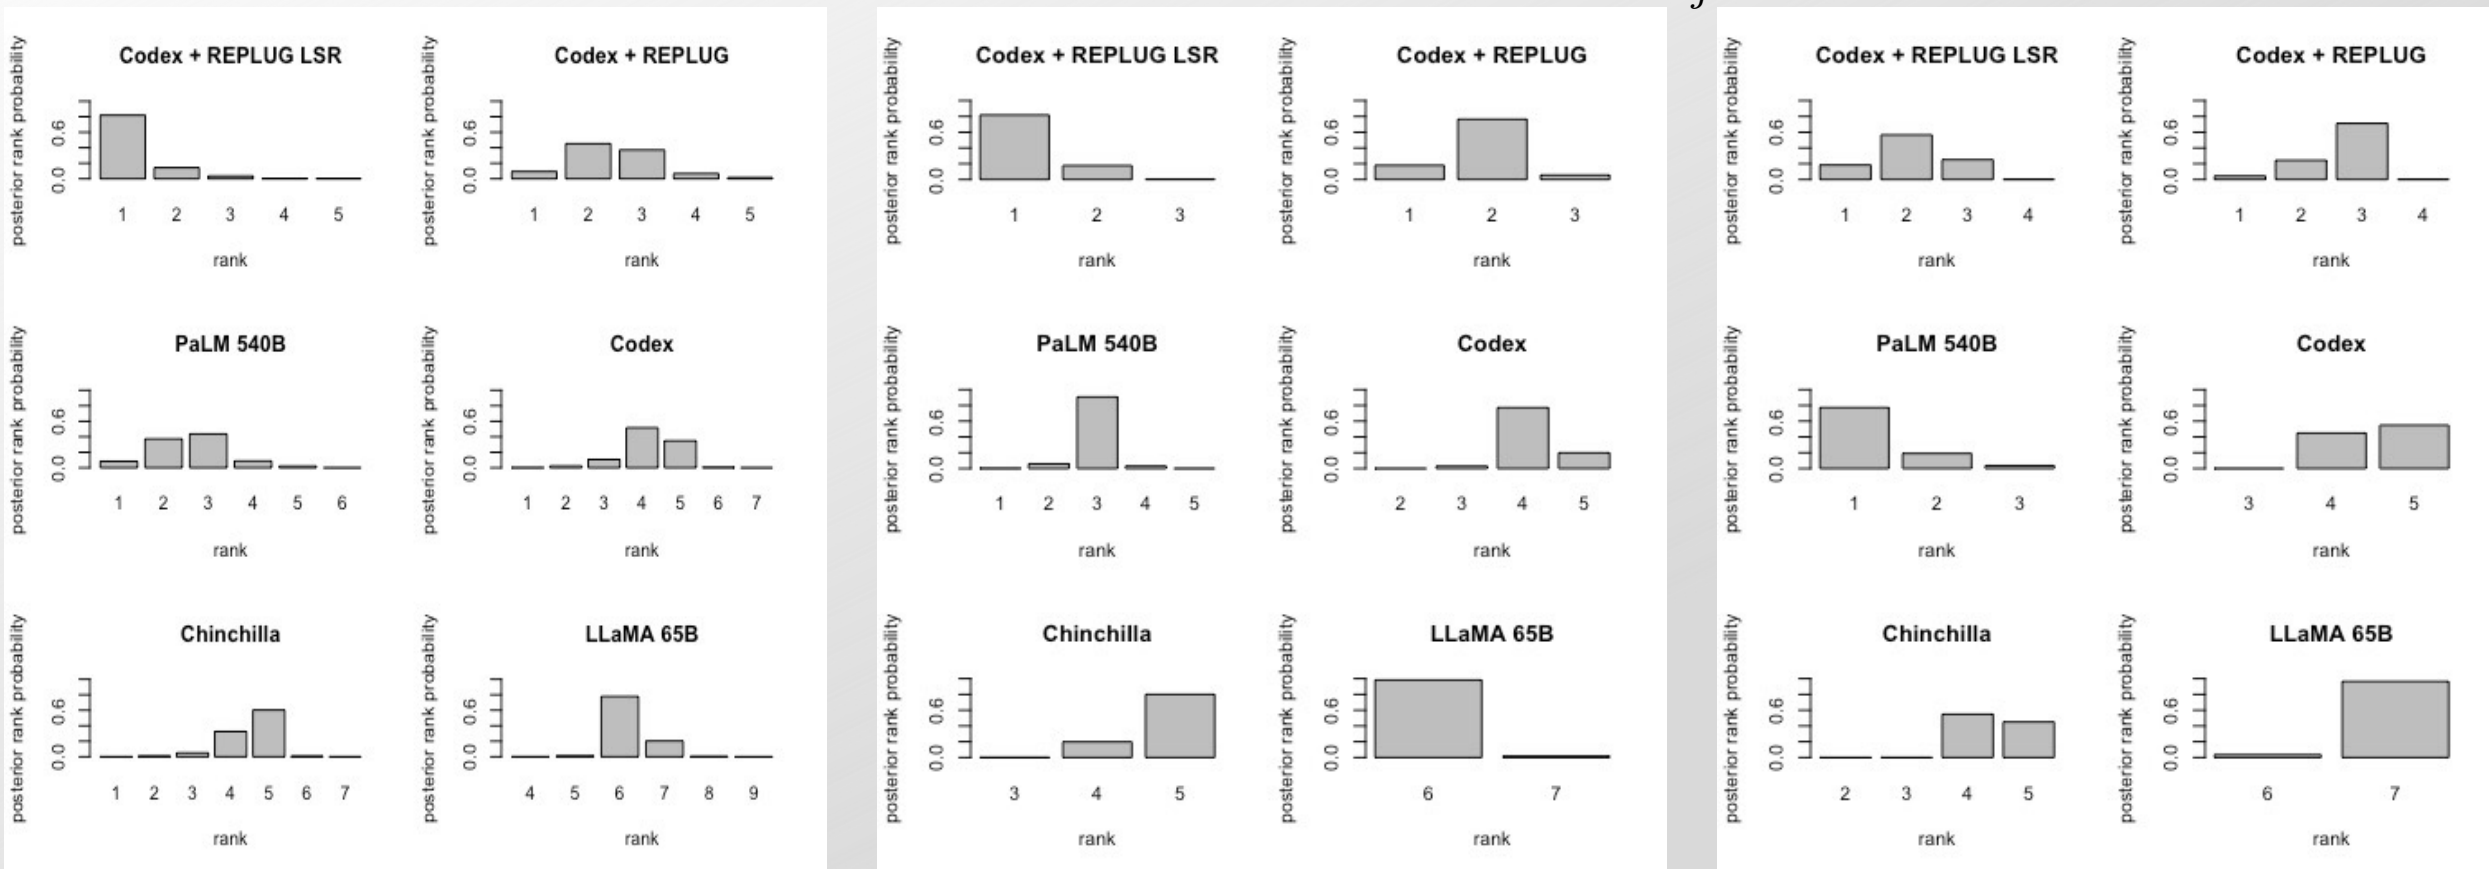 Codex + REPLUG LSR
posterior rank probability
0.0 0.6
1 2 3 4 5
rank
Codex + REPLUG
posterior rank probability
0.0 0.6
1 2 3 4 5
rank
PaLM 540B
posterior rank probability
0.0 0.6
1 2 3 4 5 6
rank
Codex
posterior rank probability
0.0 0.6
1 2 3 4 5 6 7
rank
Chinchilla
posterior rank probability
0.0 0.6
1 2 3 4 5 6 7
rank
LLaMA 65B
posterior rank probability
0.0 0.6
4 5 6 7 8 9
rank
Codex + REPLUG LSR
posterior rank probability
0.0 0.6
1 2 3
rank
Codex + REPLUG
posterior rank probability
0.0 0.6
1 2 3
rank
PaLM 540B
posterior rank probability
0.0 0.6
1 2 3 4 5
rank
Codex
posterior rank probability
0.0 0.6
2 3 4 5
rank
Chinchilla
posterior rank probability
0.0 0.6
3 4 5
rank
LLaMA 65B
posterior rank probability
0.0 0.6
6 7
rank
Codex + REPLUG LSR
posterior rank probability
0.0 0.6
1 2 3 4
rank
Codex + REPLUG
posterior rank probability
0.0 0.6
1 2 3 4
rank
PaLM 540B
posterior rank probability
0.0 0.6
1 2 3
rank
Codex
posterior rank probability
0.0 0.6
3 4 5
rank
Chinchilla
posterior rank probability
0.0 0.6
2 3 4 5
rank
LLaMA 65B
posterior rank probability
0.0 0.6
6 7
rank